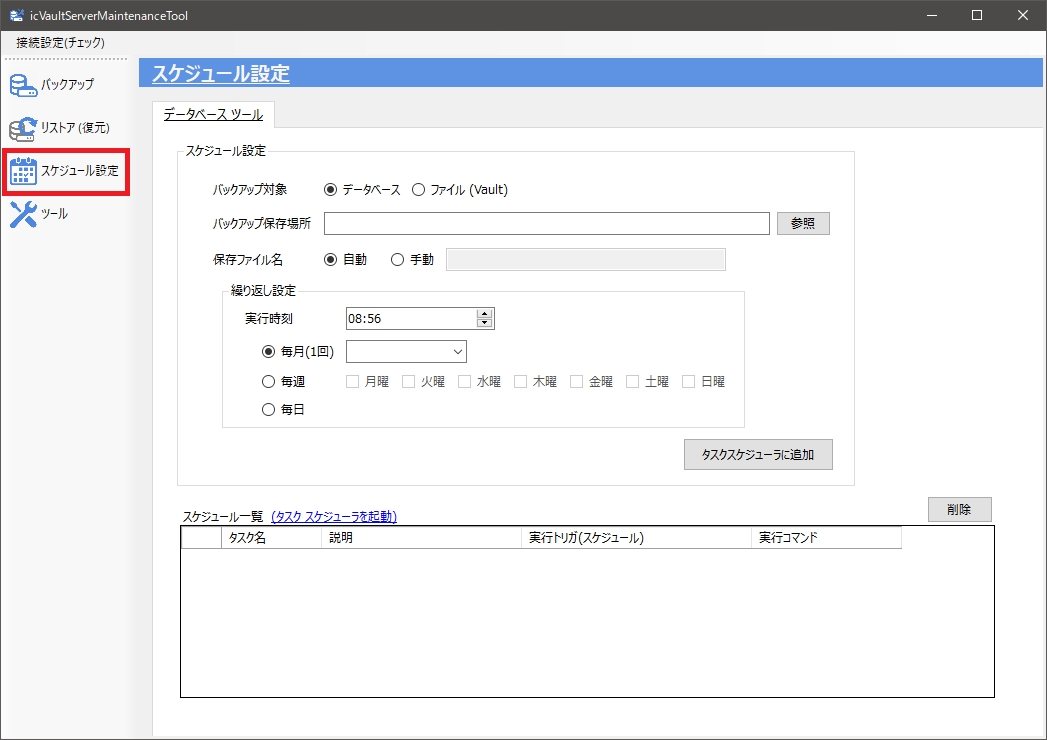 icVaultServerMaintenanceTool
接続設定(チェック)
バックアップ
リストア (復元)
スケジュール設定
ツール
スケジュール設定
データベース ツール
スケジュール設定
バックアップ対象 データベース ファイル (Vault)
バックアップ保存場所 参照
保存ファイル名 自動 手動
繰り返し設定
実行時刻 08:56
毎月(1回)
毎週 月曜 火曜 水曜 木曜 金曜 土曜 日曜
毎日
タスクスケジューラに追加
スケジュール一覧 (タスク スケジューラを起動) 削除
タスク名 説明 実行トリガ(スケジュール) 実行コマンド